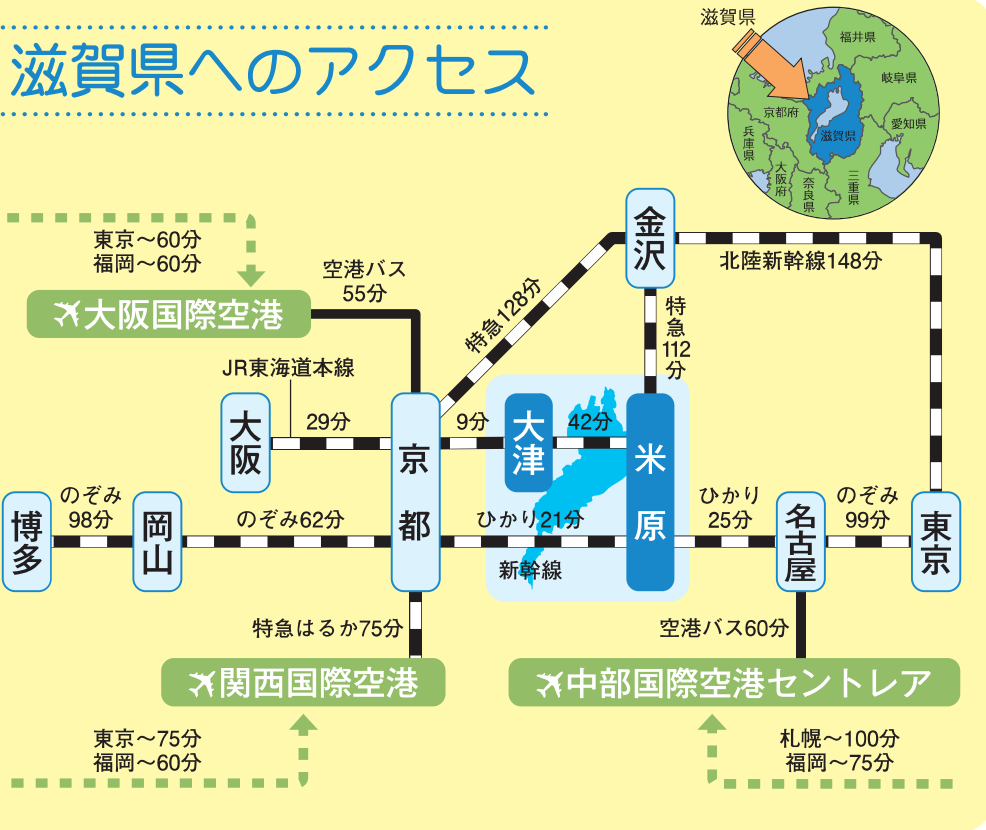 滋賀県へのアクセス
滋賀県
福井県
岐阜県
京都府
滋賀県
愛知県
兵庫県
大阪府
奈良県
三重県
東京～60分
福岡～60分
大阪国際空港
空港バス
55分
特急128分
金沢
北陸新幹線148分
特急112分
JR東海道本線
大阪
29分
京都
9分
大津
42分
米原
博多
のぞみ
98分
岡山
のぞみ62分
ひかり21分
新幹線
ひかり
25分
名古屋
のぞみ
99分
東京
特急はるか75分
関西国際空港
空港バス60分
中部国際空港セントレア
東京～75分
福岡～60分
札幌～100分
福岡～75分